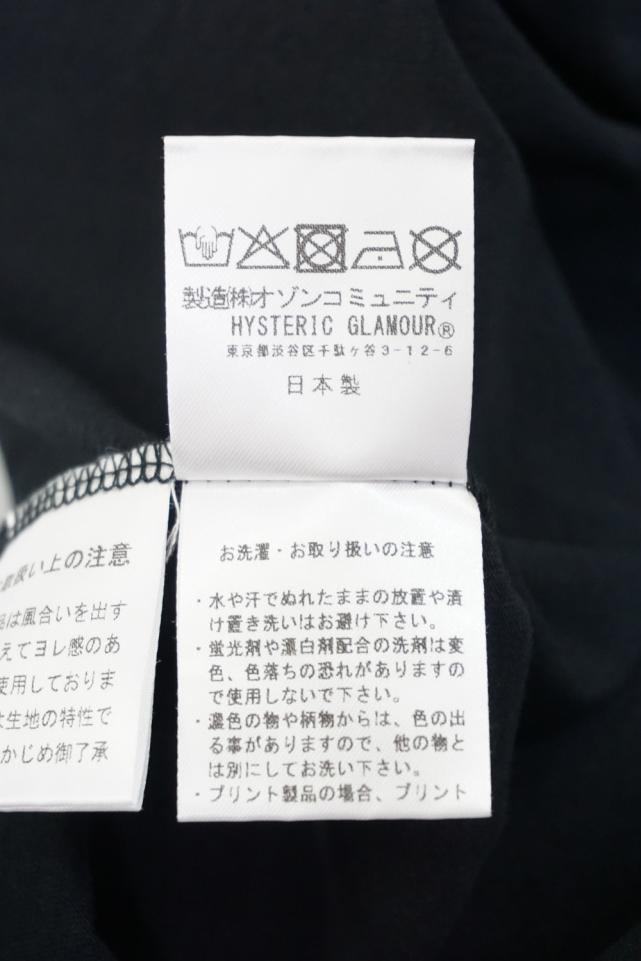 製造㈱オゾンコミュニティ
HYSTERIC GLAMOUR®
東京都渋谷区千駄ヶ谷3-12-6
日本製
お洗濯・お取り扱いの注意
・水や汗でぬれたままの放置や漬
け置き洗いはお避け下さい。
・蛍光剤や漂白剤配合の洗剤は変
色、色落ちの恐れがありますの
で使用しないで下さい。
・濃色の物や柄物からは、色の出
る事がありますので、他の物と
は別にしてお洗い下さい。
・プリント製品の場合、プリント
扱い上の注意
は風合いを出す
えてヨレ感のあ
使用しておりま
生地の特性で
かじめ御了承